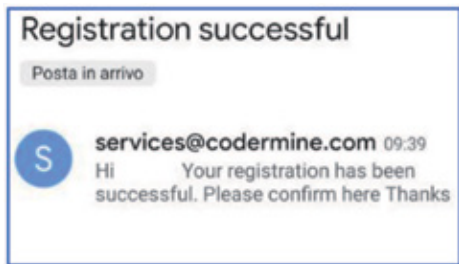 Registration successful
Posta in arrivo
S
services@codermine.com 09:39
Hi Your registration has been
successful. Please confirm here Thanks